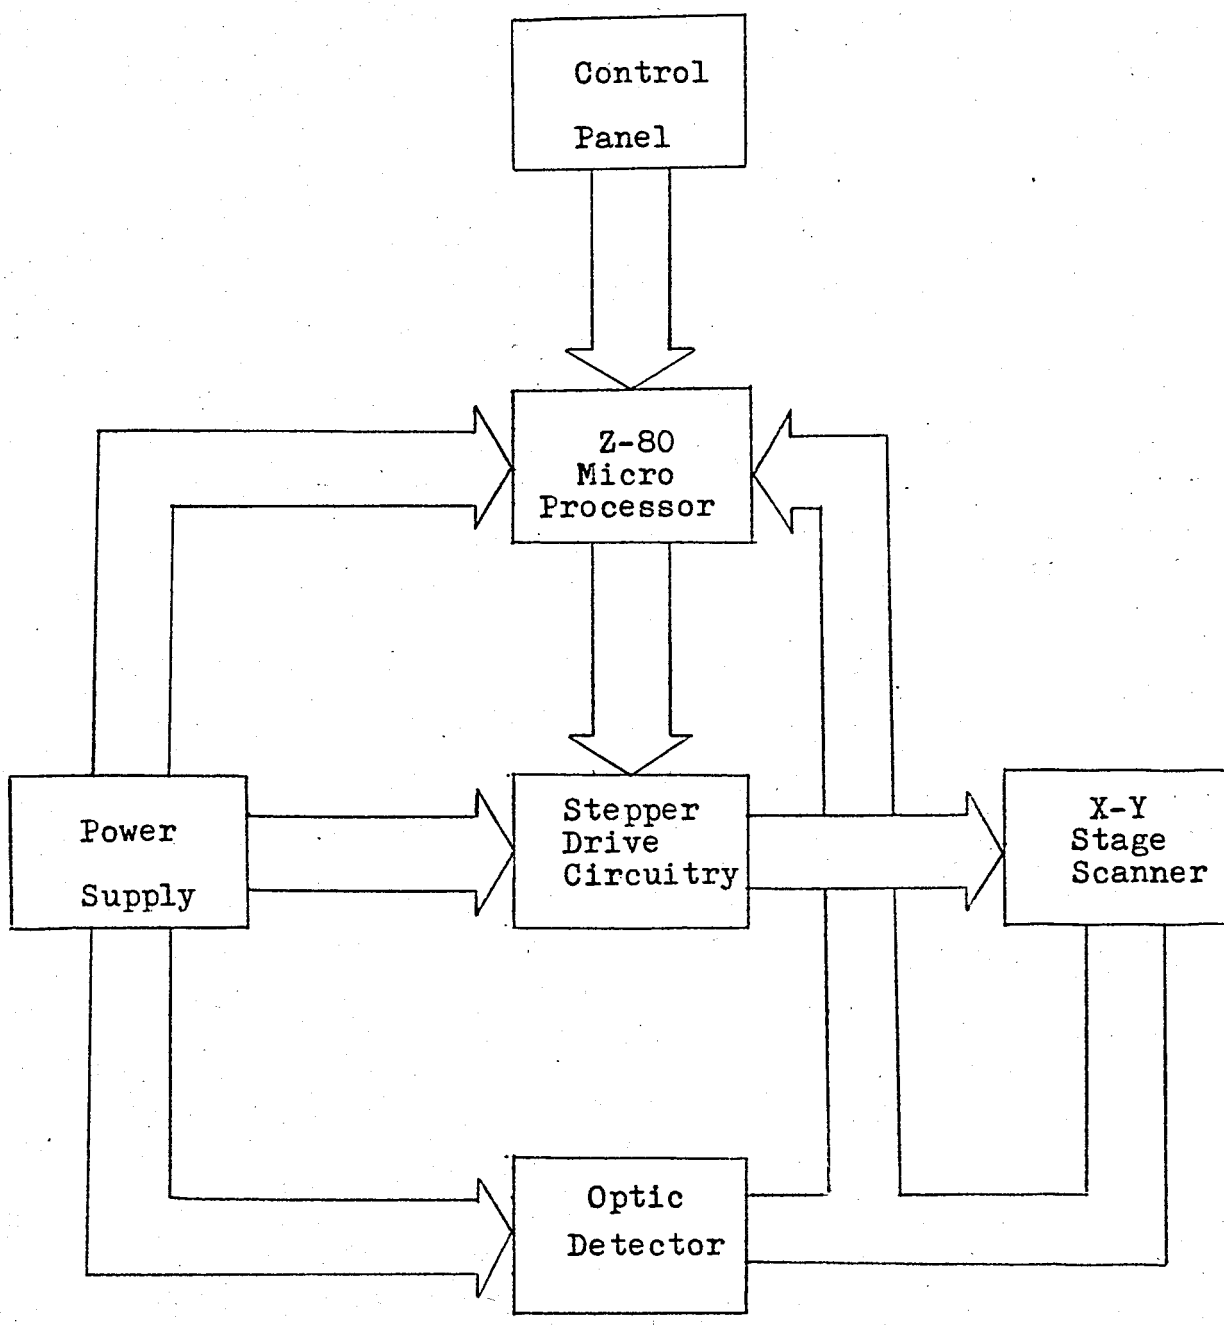 Control
Panel
Z-80
Micro
Processor
Power
Supply
Stepper
Drive
Circuitry
X-Y
Stage
Scanner
Optic
Detector